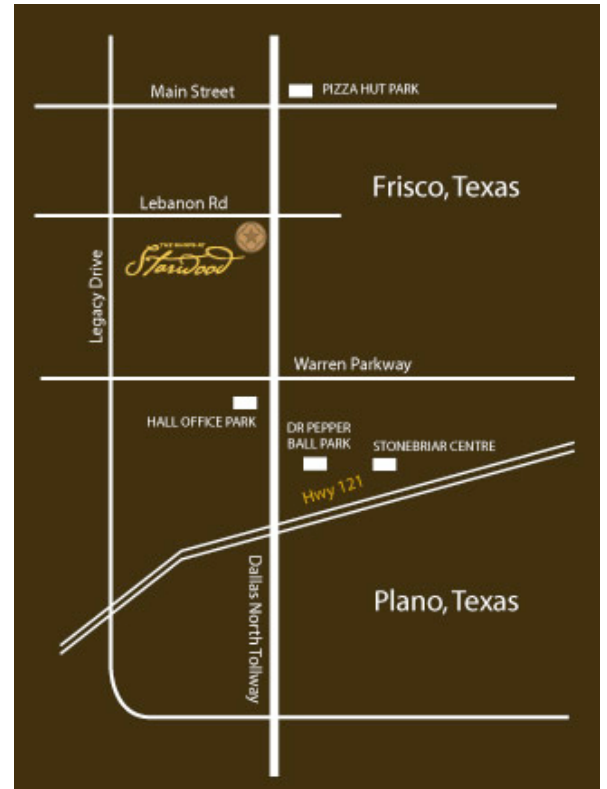 Main Street
PIZZA HUT PARK
Frisco, Texas
Lebanon Rd
Starwood
Legacy Drive
Warren Parkway
HALL OFFICE PARK
DR PEPPER
BALL PARK
STONEBRIAR CENTRE
Hwy 121
Dallas North Tollway
Plano, Texas